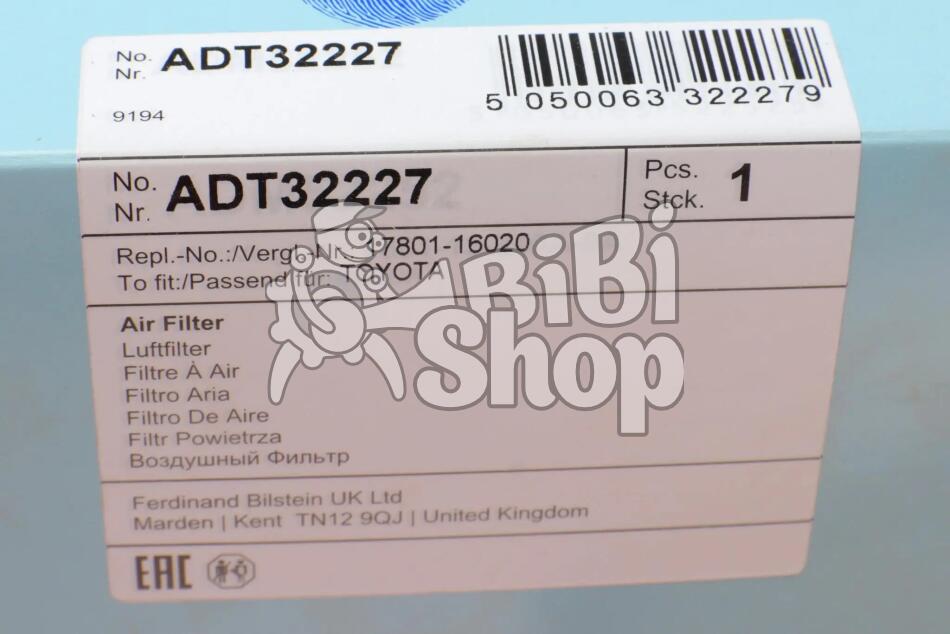 No.
Nr. ADT32227
9194
5 050063 322279
No.
Nr. ADT32227
Pcs.
Stck. 1
Repl.-No.:/Vergl.-Nr.: 17801-16020
To fit:/Passend für: TOYOTA
Air Filter
Luftfilter
Filtre À Air
Filtro Aria
Filtro De Aire
Filtr Powietrza
Воздушный Фильтр
Ferdinand Bilstein UK Ltd
Marden | Kent TN12 9QJ | United Kingdom
EAC
BiBi
Shop